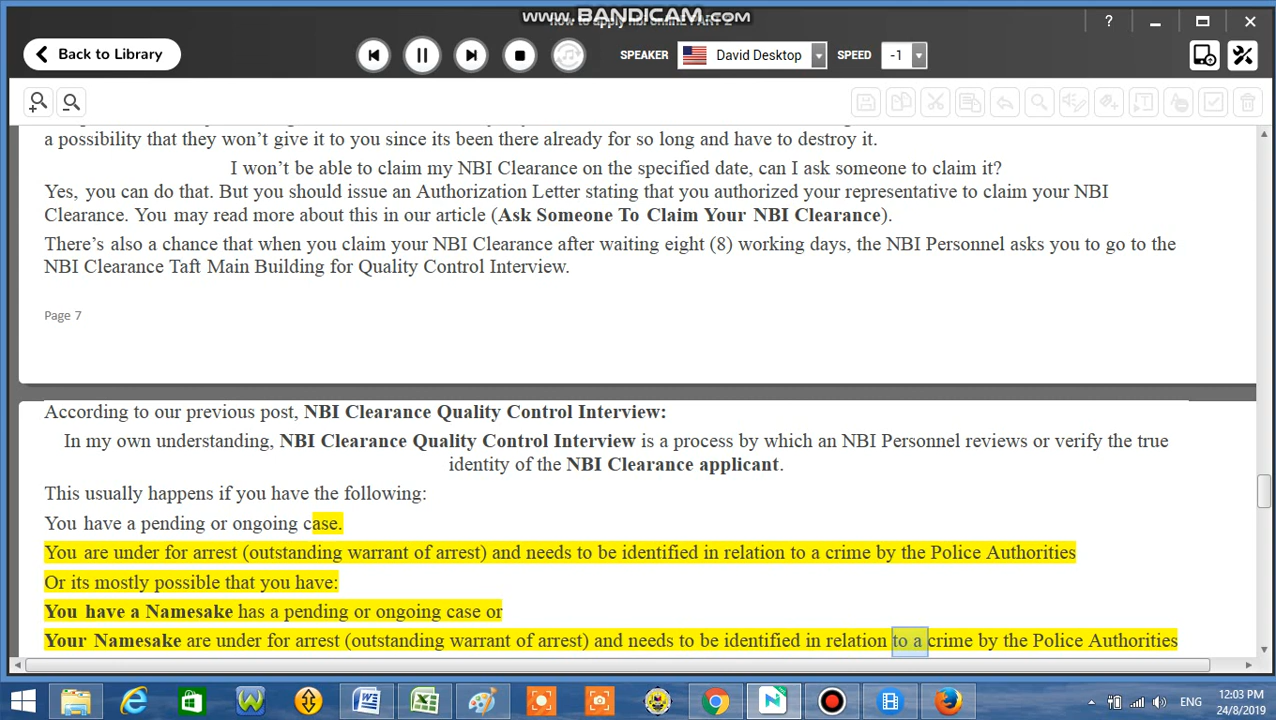 www.BANDICAM.com
how to apply nbi online PART 2
Back to Library
SPEAKER
David Desktop
SPEED
-1
a possibility that they won't give it to you since its been there already for so long and have to destroy it.
I won't be able to claim my NBI Clearance on the specified date, can I ask someone to claim it?
Yes, you can do that. But you should issue an Authorization Letter stating that you authorized your representative to claim your NBI
Clearance. You may read more about this in our article (Ask Someone To Claim Your NBI Clearance).
There's also a chance that when you claim your NBI Clearance after waiting eight (8) working days, the NBI Personnel asks you to go to the
NBI Clearance Taft Main Building for Quality Control Interview.
Page 7
According to our previous post, NBI Clearance Quality Control Interview:
In my own understanding, NBI Clearance Quality Control Interview is a process by which an NBI Personnel reviews or verify the true
identity of the NBI Clearance applicant.
This usually happens if you have the following:
You have a pending or ongoing case.
You are under for arrest (outstanding warrant of arrest) and needs to be identified in relation to a crime by the Police Authorities
Or its mostly possible that you have:
You have a Namesake has a pending or ongoing case or
Your Namesake are under for arrest (outstanding warrant of arrest) and needs to be identified in relation to a crime by the Police Authorities
ENG
12:03 PM
24/8/2019